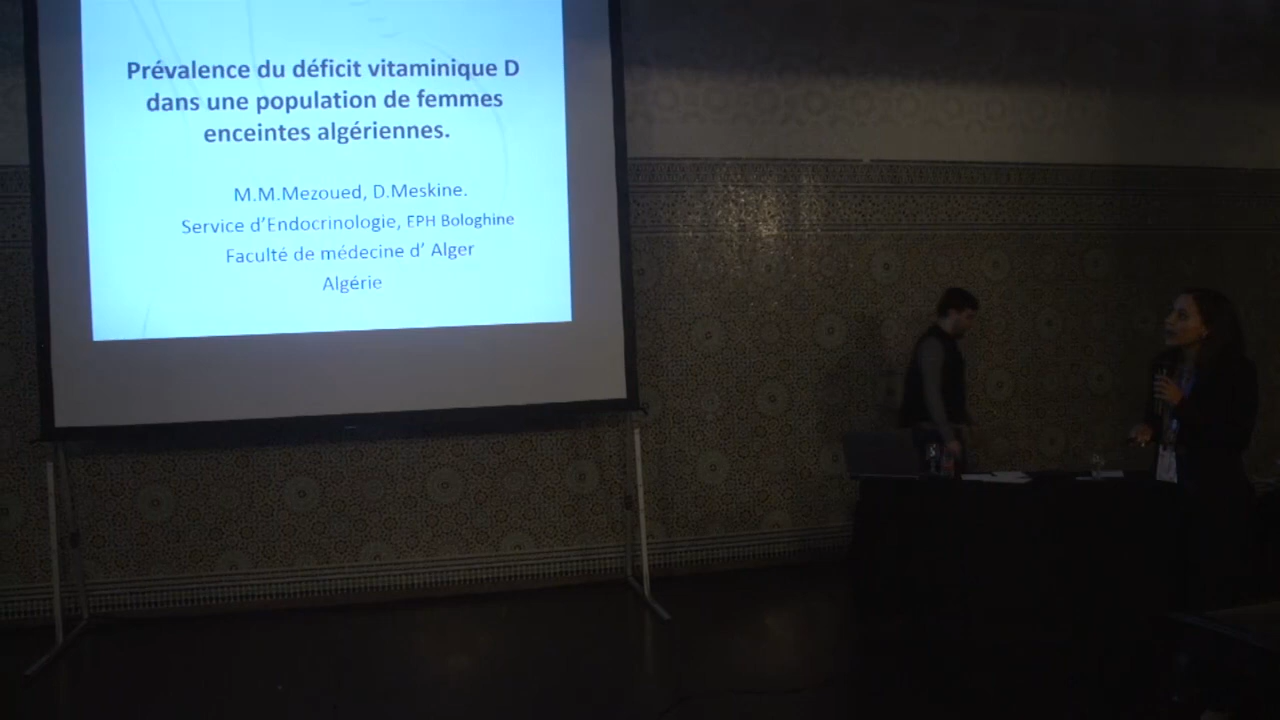 Prévalence du déficit vitaminique D
dans une population de femmes
enceintes algériennes.
M.M.Mezoued, D.Meskine.
Service d'Endocrinologie, EPH Bologhine
Faculté de médecine d' Alger
Algérie